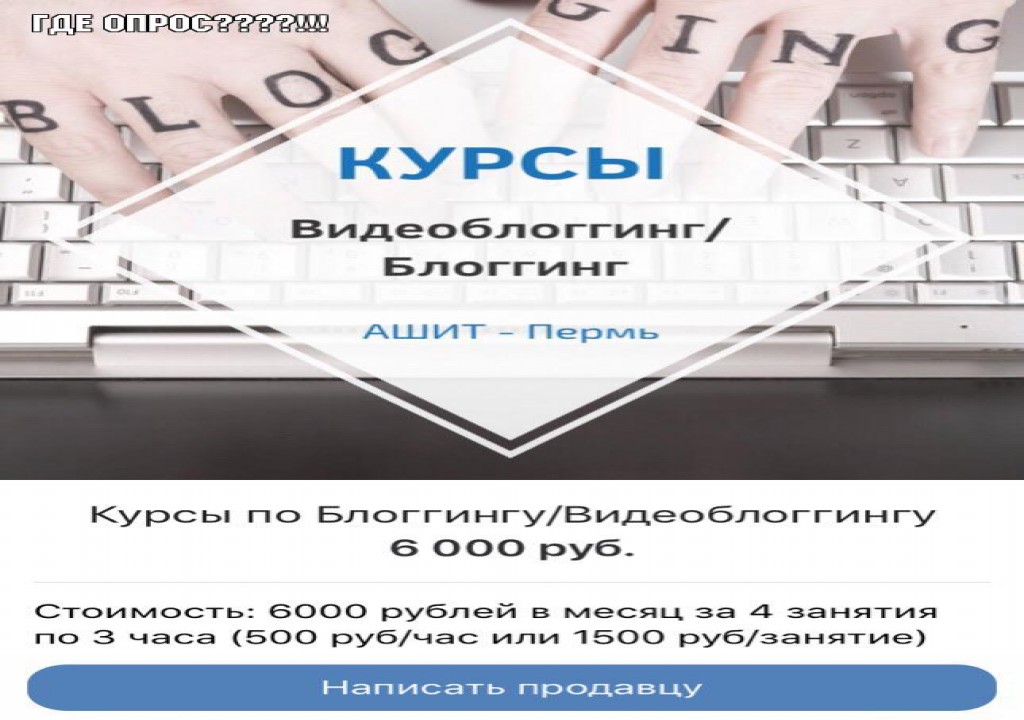 ГДЕ ОПРОС????!!!
BLOGGING
КУРСЫ
Видеоблоггинг/
Блоггинг
АШИТ - Пермь
Курсы по Блоггингу/Видеоблоггингу
6 000 руб.
Стоимость: 6000 рублей в месяц за 4 занятия
по 3 часа (500 руб/час или 1500 руб/занятие)
Написать продавцу